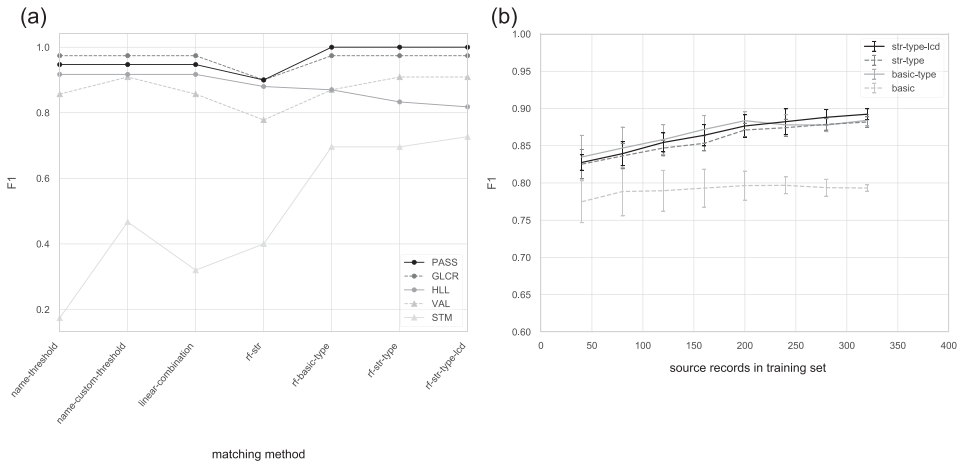 (a)
1.0
0.8
0.6
0.4
0.2
F1
PASS
GLCR
HLL
VAL
STM
name-threshold
name-custom-threshold
linear-combination
rf-str
rf-basic-type
rf-str-type
rf-str-type-lcd
matching method
(b)
1.00
0.95
0.90
0.85
0.80
0.75
0.70
0.65
0.60
F1
str-type-lcd
str-type
basic-type
basic
0 50 100 150 200 250 300 350 400
source records in training set